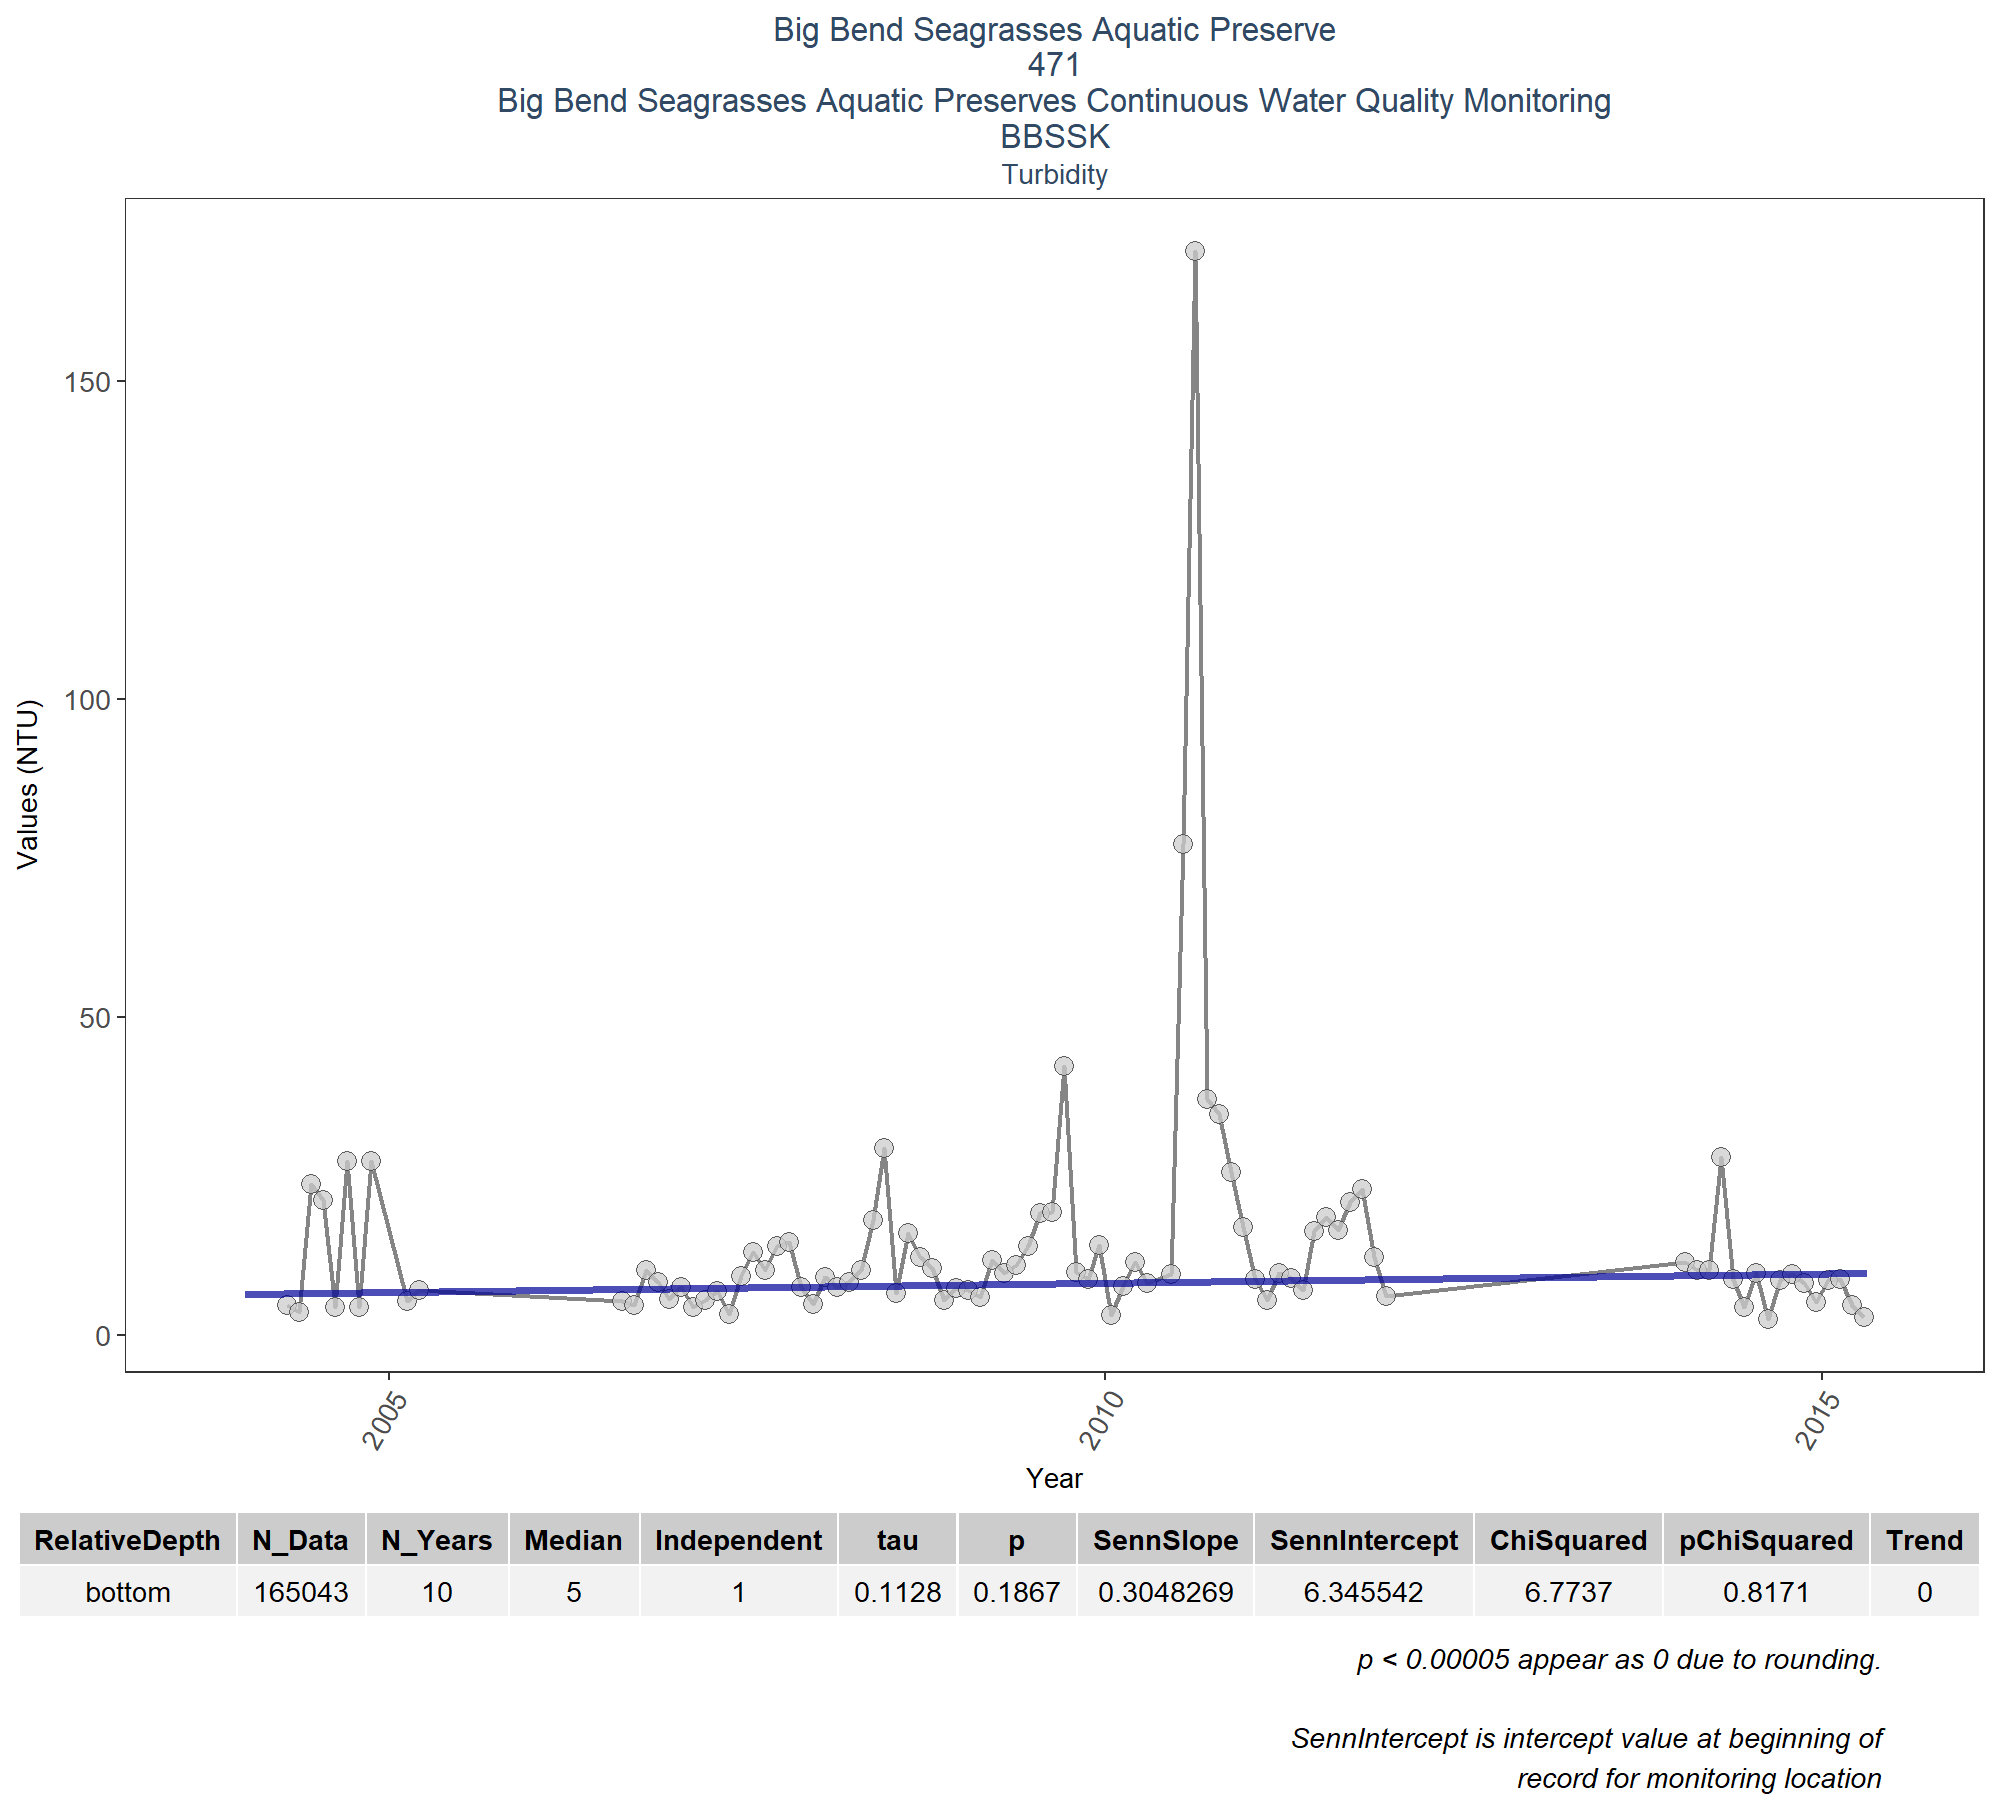 Big Bend Seagrasses Aquatic Preserve
471
Big Bend Seagrasses Aquatic Preserves Continuous Water Quality Monitoring
BBSSK
Turbidity
Values (NTU)
150
100
50
0
2005
2010
2015
Year
RelativeDepth N_Data N_Years Median Independent tau p SennSlope SennIntercept ChiSquared pChiSquared Trend
bottom 165043 10 5 1 0.1128 0.1867 0.3048269 6.345542 6.7737 0.8171 0
p < 0.00005 appear as 0 due to rounding.
SennIntercept is intercept value at beginning of
record for monitoring location